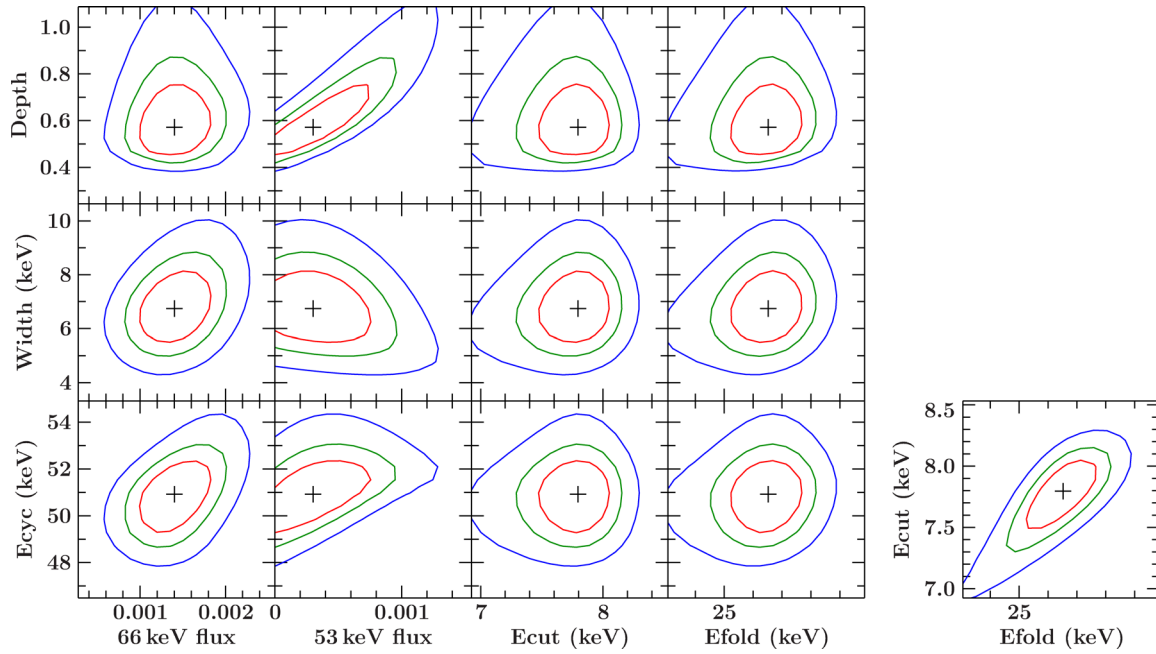 1.0
0.8
0.6
0.4
Depth
10
8
6
4
Width (keV)
54
52
50
48
Ecyc (keV)
0.001 0.002
66 keV flux
0 0.001
53 keV flux
7 8
Ecut (keV)
25
Efold (keV)
8.5
8.0
7.5
7.0
Ecut (keV)
25
Efold (keV)